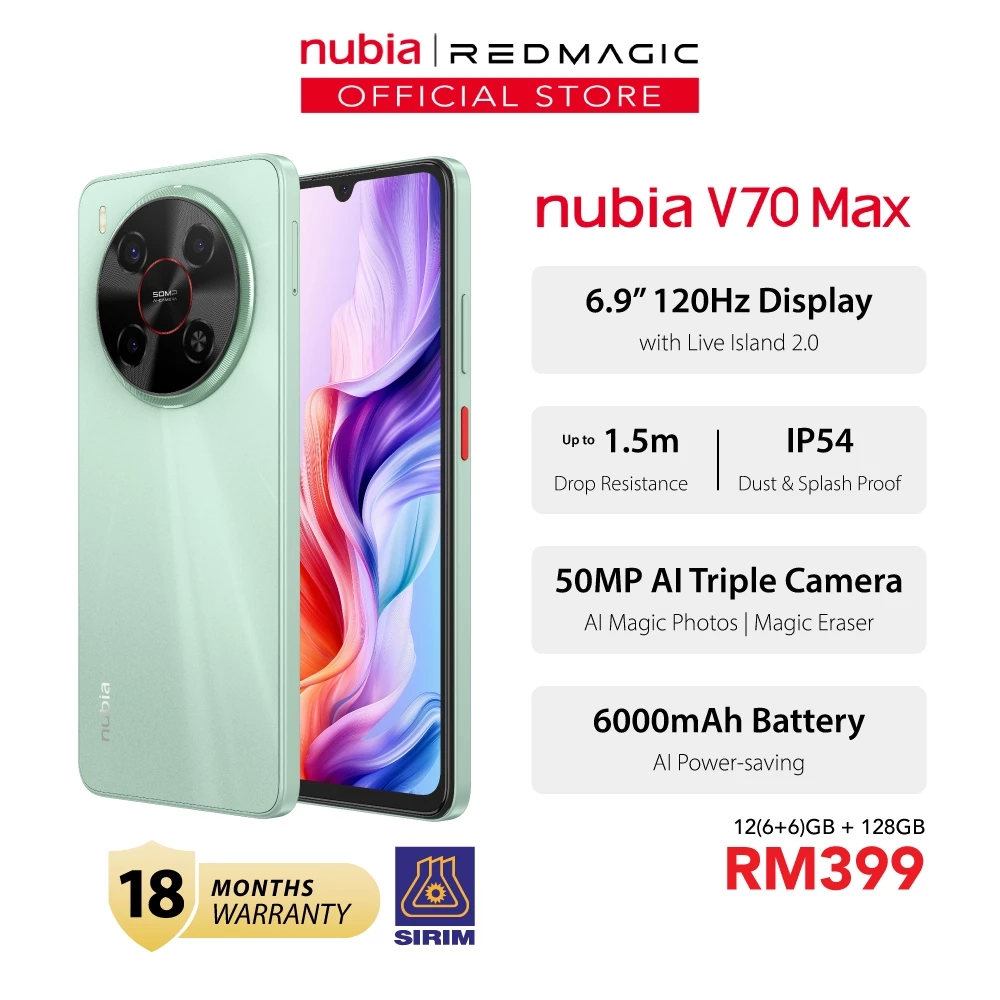 nubia | REDMAGIC
OFFICIAL STORE
nubia V70 Max
6.9” 120Hz Display
with Live Island 2.0
Up to 1.5m
Drop Resistance
IP54
Dust & Splash Proof
50MP AI Triple Camera
AI Magic Photos | Magic Eraser
6000mAh Battery
AI Power-saving
12(6+6)GB + 128GB
RM399
50MP
AI CAMERA
nubia
18 MONTHS
WARRANTY
SIRIM